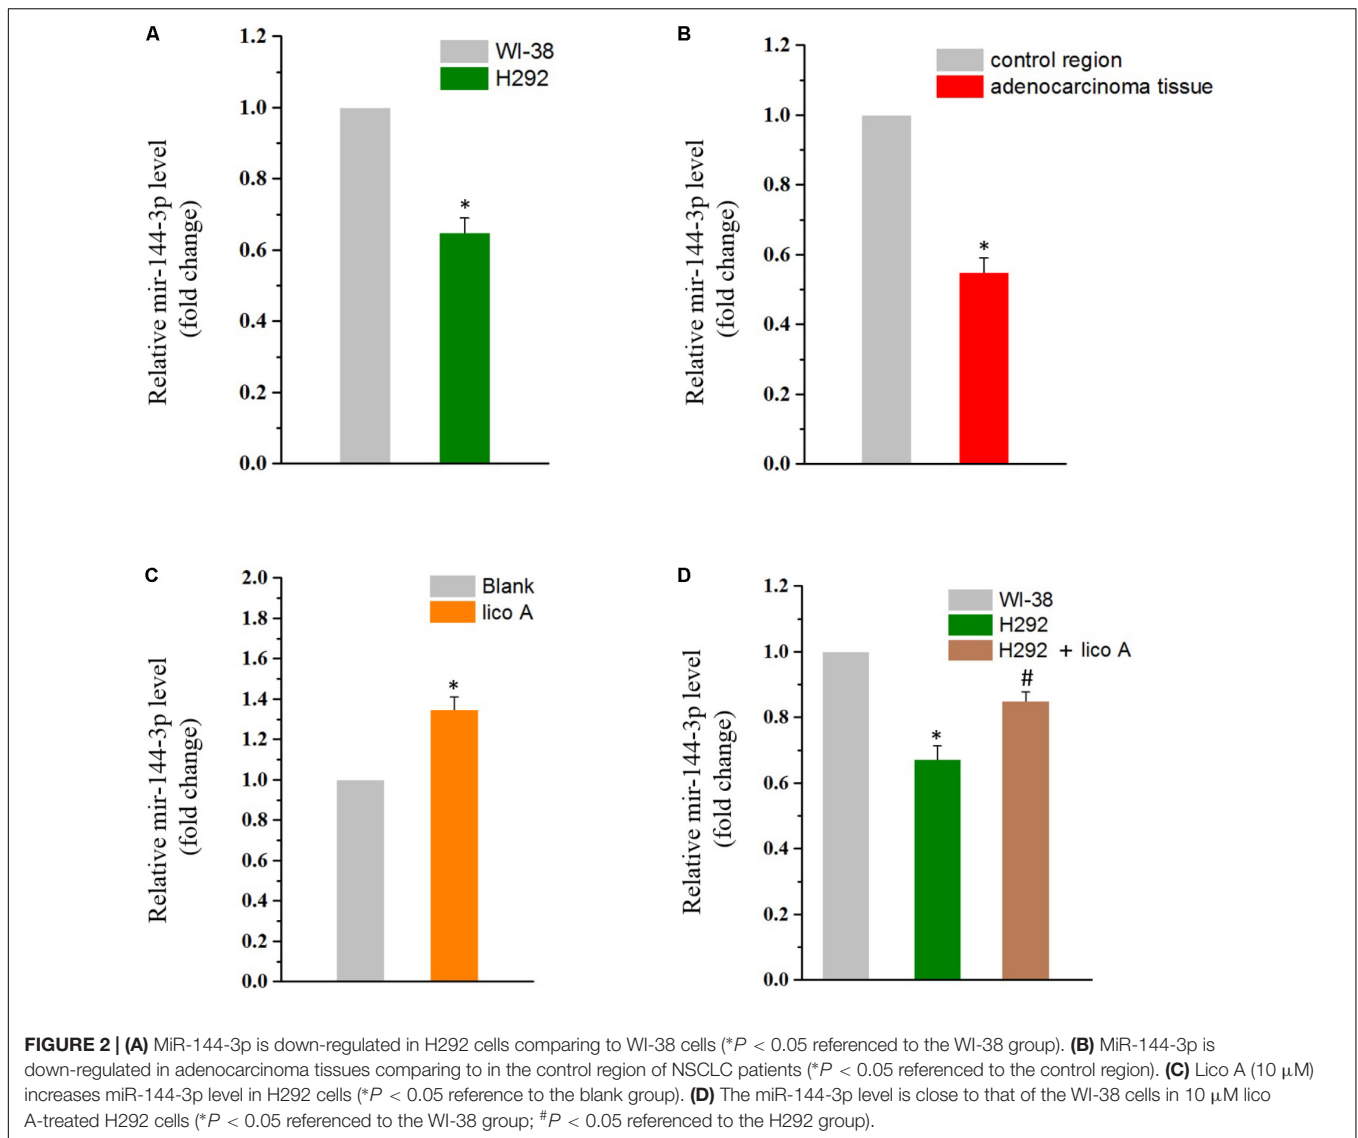 A
1.2
1.0
0.8
0.6
0.4
0.2
0.0
Relative mir-144-3p level
(fold change)
WI-38
H292
*
B
1.2
1.0
0.8
0.6
0.4
0.2
0.0
Relative mir-144-3p level
(fold change)
control region
adenocarcinoma tissue
*
C
2.0
1.8
1.6
1.4
1.2
1.0
0.8
0.6
0.4
0.2
0.0
Relative mir-144-3p level
(fold change)
Blank
lico A
*
D
1.2
1.0
0.8
0.6
0.4
0.2
0.0
Relative mir-144-3p level
(fold change)
WI-38
H292
H292 + lico A
*
#
FIGURE 2 | (A) MiR-144-3p is down-regulated in H292 cells comparing to WI-38 cells (*P < 0.05 referenced to the WI-38 group). (B) MiR-144-3p is
down-regulated in adenocarcinoma tissues comparing to in the control region of NSCLC patients (*P < 0.05 referenced to the control region). (C) Lico A (10 μM)
increases miR-144-3p level in H292 cells (*P < 0.05 reference to the blank group). (D) The miR-144-3p level is close to that of the WI-38 cells in 10 μM lico
A-treated H292 cells (*P < 0.05 referenced to the WI-38 group; #P < 0.05 referenced to the H292 group).